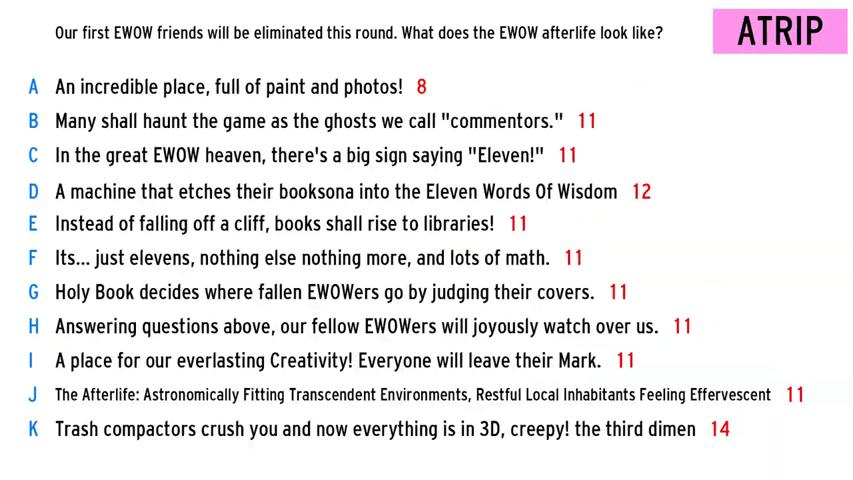 Our first EWOW friends will be eliminated this round. What does the EWOW afterlife look like?
ATRIP
A An incredible place, full of paint and photos! 8
B Many shall haunt the game as the ghosts we call "commentors." 11
C In the great EWOW heaven, there's a big sign saying "Eleven!" 11
D A machine that etches their booksona into the Eleven Words Of Wisdom 12
E Instead of falling off a cliff, books shall rise to libraries! 11
F Its... just elevens, nothing else nothing more, and lots of math. 11
G Holy Book decides where fallen EWOWers go by judging their covers. 11
H Answering questions above, our fellow EWOWers will joyously watch over us. 11
I A place for our everlasting Creativity! Everyone will leave their Mark. 11
J The Afterlife: Astronomically Fitting Transcendent Environments, Restful Local Inhabitants Feeling Effervescent 11
K Trash compactors crush you and now everything is in 3D, creepy! the third dimen 14